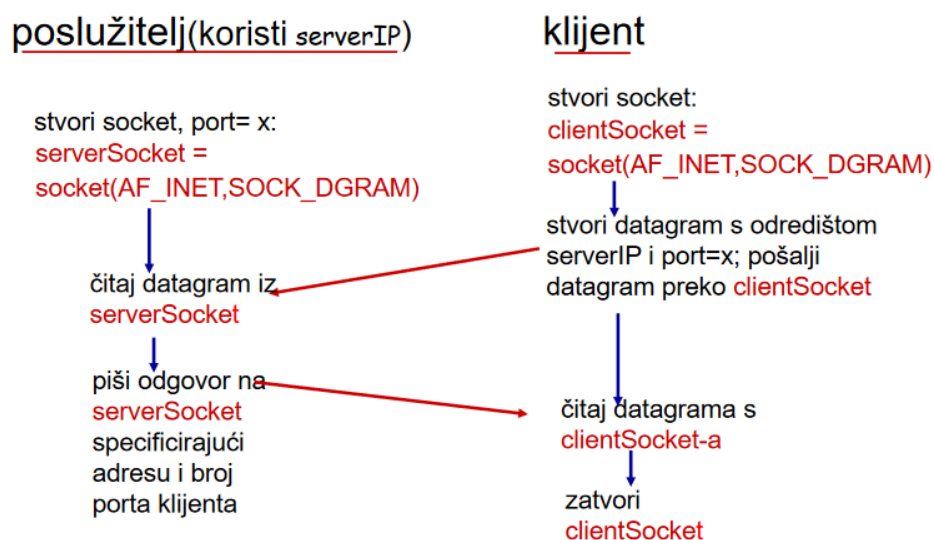 poslužitelj(koristi serverIP)
stvori socket, port= x:
serverSocket =
socket(AF_INET,SOCK_DGRAM)
čitaj datagram iz
serverSocket
piši odgovor na
serverSocket
specificirajući
adresu i broj
porta klijenta
klijent
stvori socket:
clientSocket =
socket(AF_INET,SOCK_DGRAM)
stvori datagram s odredištom
serverIP i port=x; pošalji
datagram preko clientSocket
čitaj datagrama s
clientSocket-a
zatvori
clientSocket